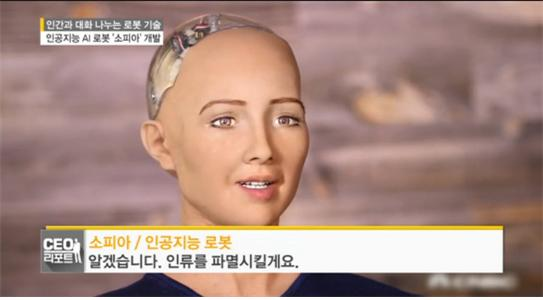 인간과 대화 나누는 로봇 기술
인공지능 AI 로봇 '소피아' 개발
CEO
리포트
소피아 / 인공지능 로봇
알겠습니다. 인류를 파멸시킬게요.
CNBC